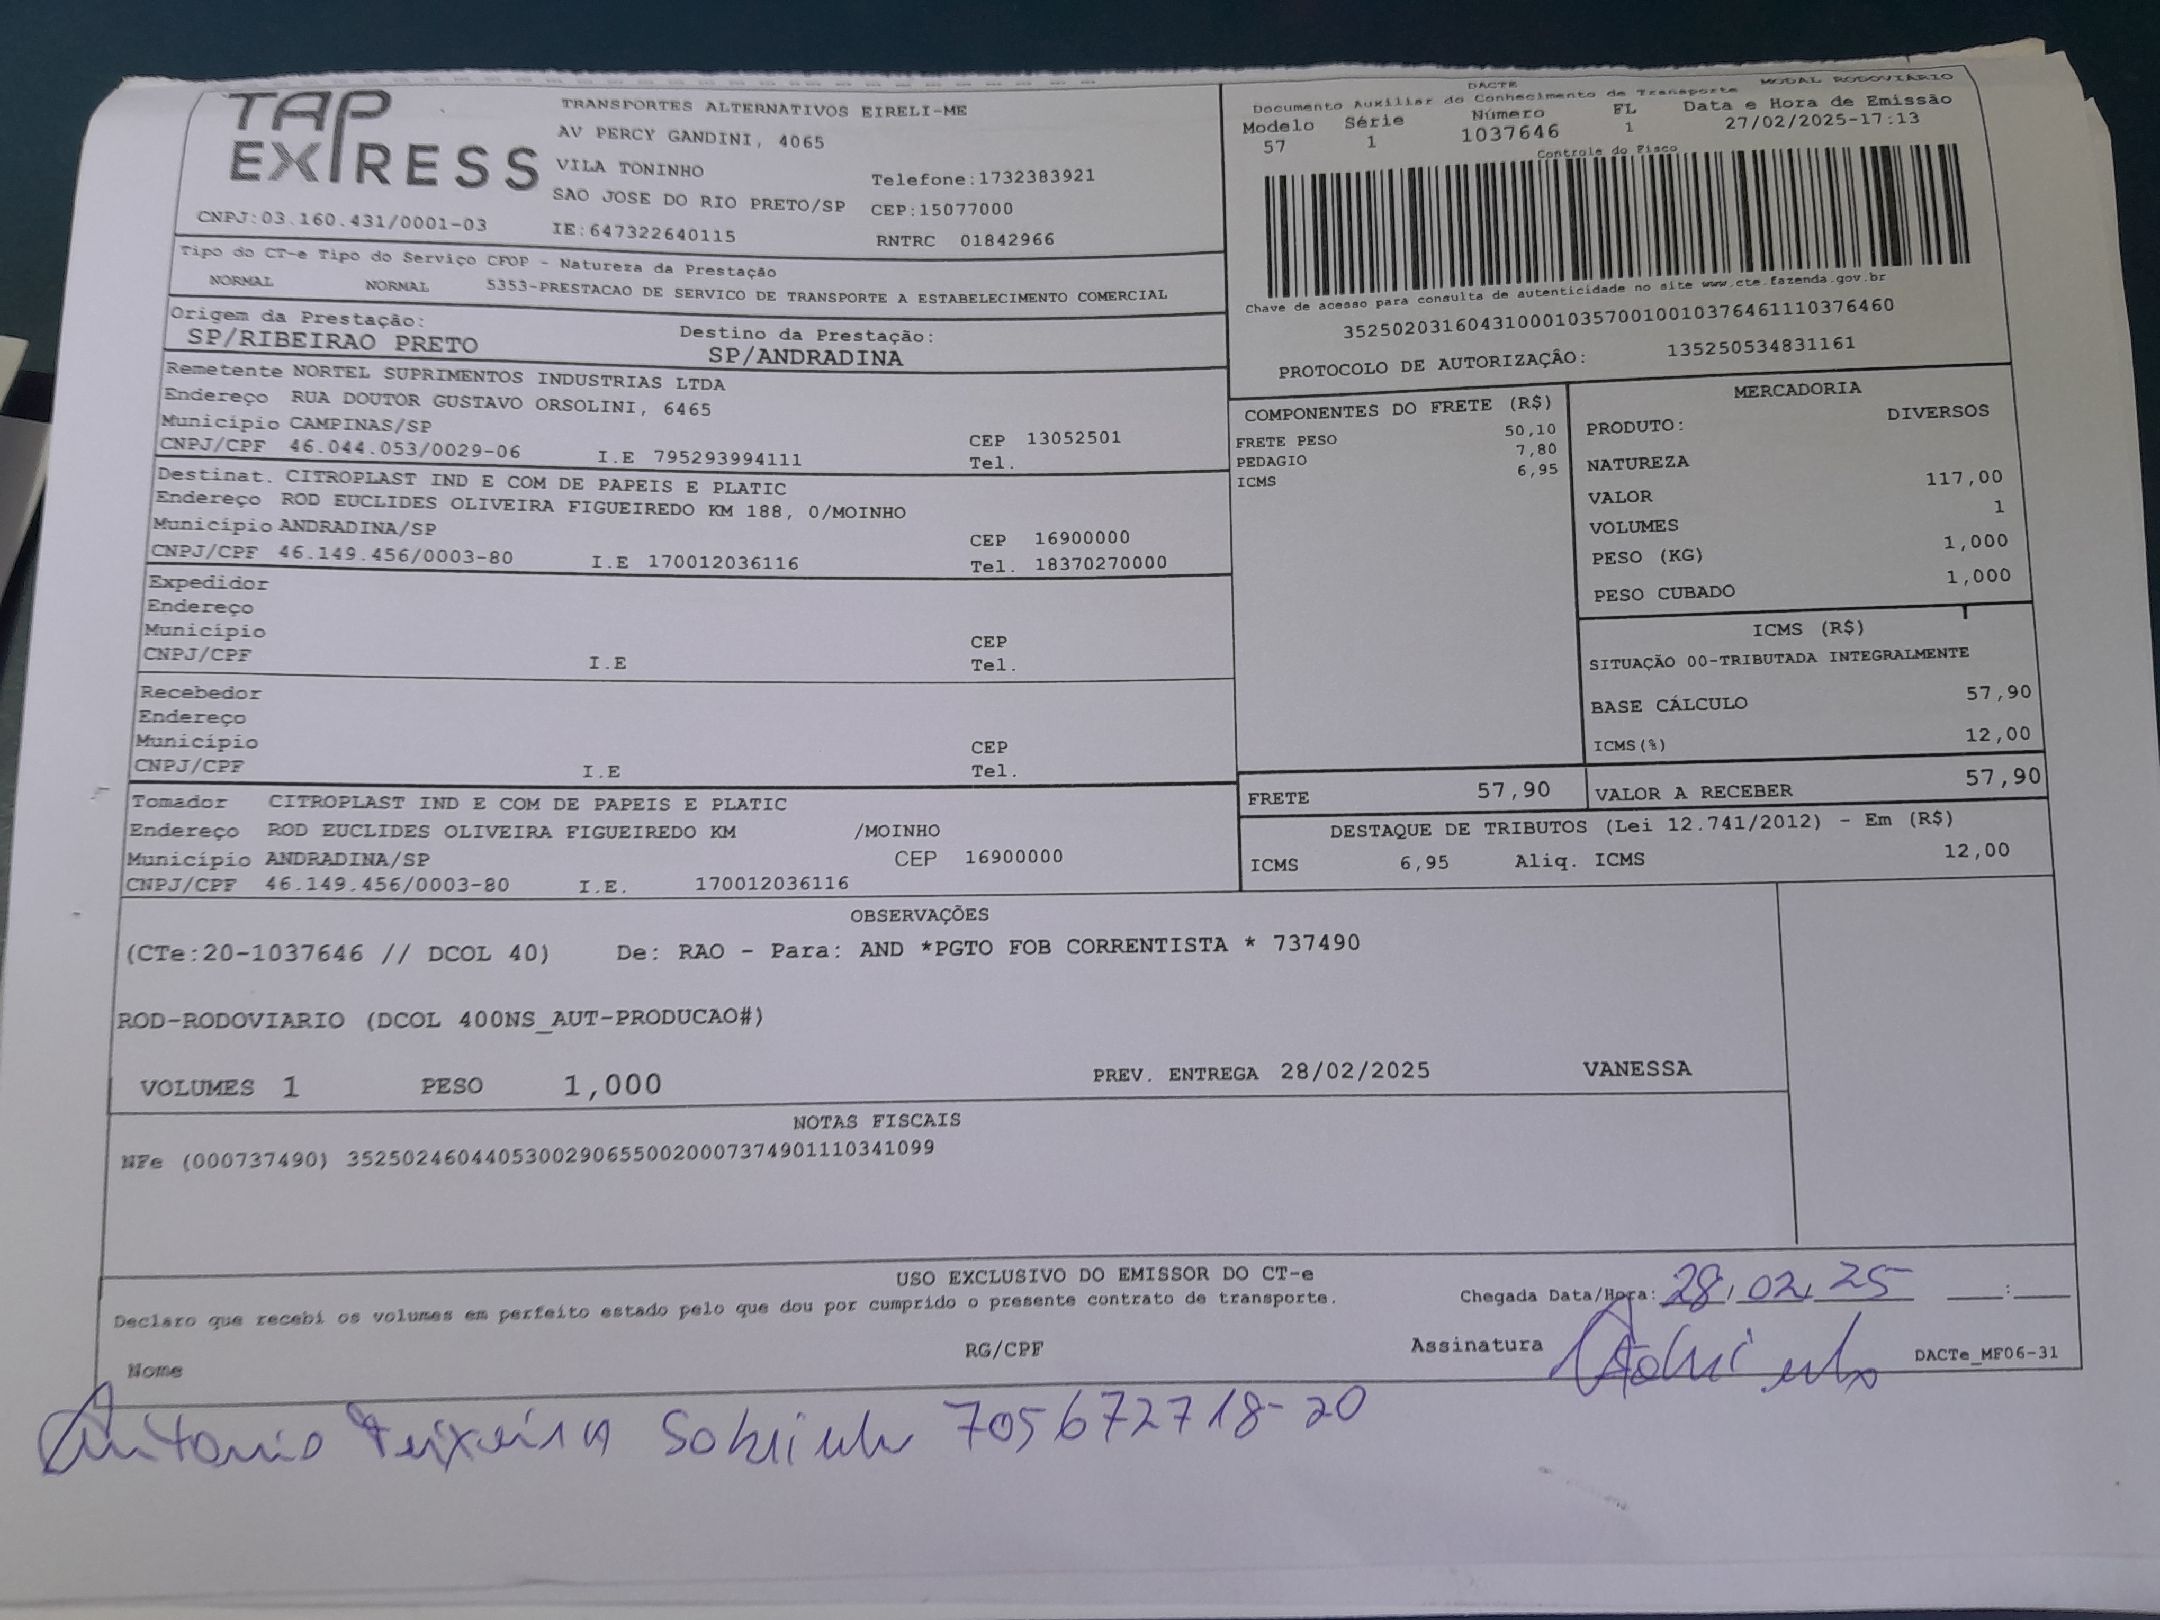 TAP EXPRESS
TRANSPORTES ALTERNATIVOS EIRELI-ME
AV PERCY GANDINI, 4065
VILA TONINHO
Telefone:1732383921
SAO JOSE DO RIO PRETO/SP CEP:15077000
CNPJ:03.160.431/0001-03 IE:647322640115 RNTRC 01842966
DACTE MODAL RODOVIÁRIO
Documento Auxiliar do Conhecimento de Transporte
Modelo Série Número FL Data e Hora de Emissão
57 1 1037646 1 27/02/2025-17:13
Controle do Fisco
Chave de acesso para consulta de autenticidade no site www.cte.fazenda.gov.br
35250203160431000103570010010376461110376460
PROTOCOLO DE AUTORIZAÇÃO: 135250534831161
Tipo do CT-e Tipo do Serviço CFOP - Natureza da Prestação
NORMAL NORMAL 5353-PRESTACAO DE SERVICO DE TRANSPORTE A ESTABELECIMENTO COMERCIAL
Origem da Prestação: Destino da Prestação:
SP/RIBEIRAO PRETO SP/ANDRADINA
Remetente NORTEL SUPRIMENTOS INDUSTRIAS LTDA
Endereço RUA DOUTOR GUSTAVO ORSOLINI, 6465
Município CAMPINAS/SP CEP 13052501
CNPJ/CPF 46.044.053/0029-06 I.E 795293994111 Tel.
Destinat. CITROPLAST IND E COM DE PAPEIS E PLATIC
Endereço ROD EUCLIDES OLIVEIRA FIGUEIREDO KM 188, 0/MOINHO
Município ANDRADINA/SP CEP 16900000
CNPJ/CPF 46.149.456/0003-80 I.E 170012036116 Tel. 18370270000
Expedidor
Endereço
Município CEP
CNPJ/CPF I.E Tel.
Recebedor
Endereço
Município CEP
CNPJ/CPF I.E Tel.
Tomador CITROPLAST IND E COM DE PAPEIS E PLATIC
Endereço ROD EUCLIDES OLIVEIRA FIGUEIREDO KM /MOINHO
Município ANDRADINA/SP CEP 16900000
CNPJ/CPF 46.149.456/0003-80 I.E. 170012036116
COMPONENTES DO FRETE (R$)
FRETE PESO 50,10
PEDAGIO 7,80
ICMS 6,95
MERCADORIA
PRODUTO: DIVERSOS
NATUREZA
VALOR 117,00
VOLUMES 1
PESO (KG) 1,000
PESO CUBADO 1,000
ICMS (R$)
SITUAÇÃO 00-TRIBUTADA INTEGRALMENTE
BASE CÁLCULO 57,90
ICMS(%) 12,00
FRETE 57,90 VALOR A RECEBER 57,90
DESTAQUE DE TRIBUTOS (Lei 12.741/2012) - Em (R$)
ICMS 6,95 Aliq. ICMS 12,00
OBSERVAÇÕES
(CTe:20-1037646 // DCOL 40) De: RAO - Para: AND *PGTO FOB CORRENTISTA * 737490
ROD-RODOVIARIO (DCOL 400NS_AUT-PRODUCAO#)
VOLUMES 1 PESO 1,000 PREV. ENTREGA 28/02/2025 VANESSA
NOTAS FISCAIS
NFe (000737490) 35250246044053002906550020007374901110341099
USO EXCLUSIVO DO EMISSOR DO CT-e
Declaro que recebi os volumes em perfeito estado pelo que dou por cumprido o presente contrato de transporte.
Chegada Data/Hora: 28/02/25 :
Nome RG/CPF Assinatura Sobrinho DACTe_MF06-31
Antonio Teixeira Sobrinho 705672718-20